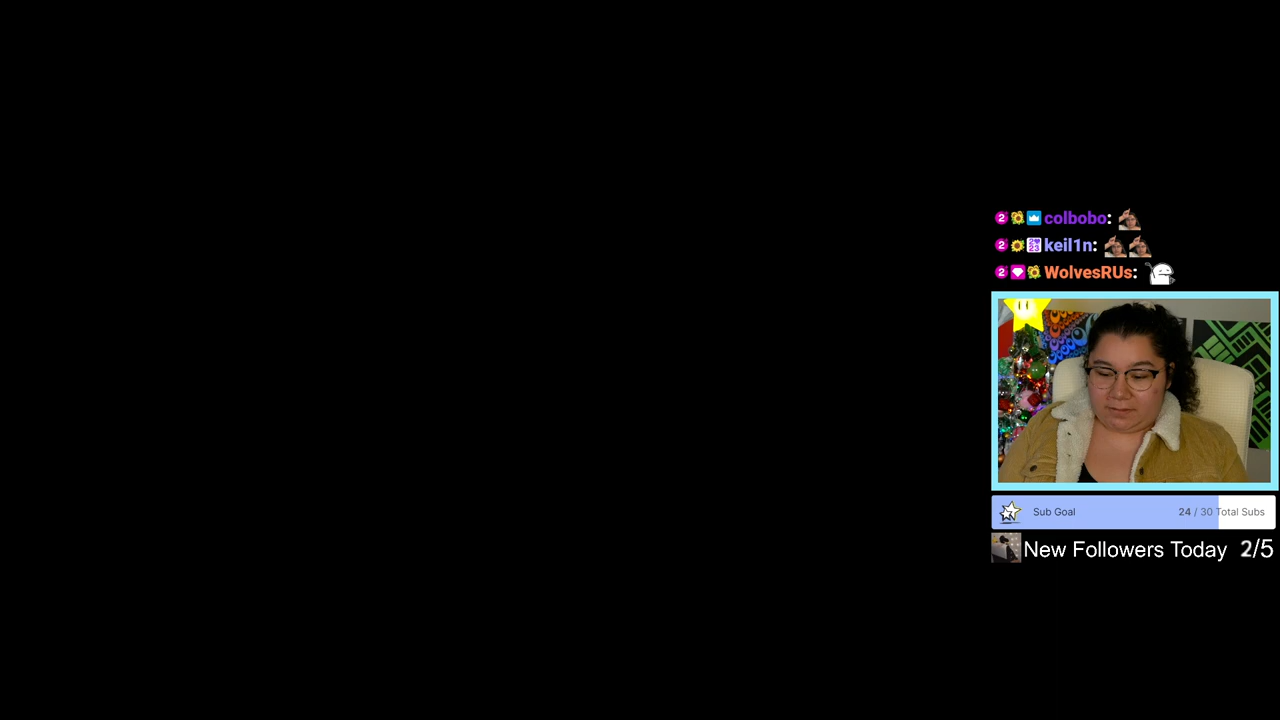 colbobo:
keil1n:
WolvesRUs:
Sub Goal 24 / 30 Total Subs
New Followers Today 2/5